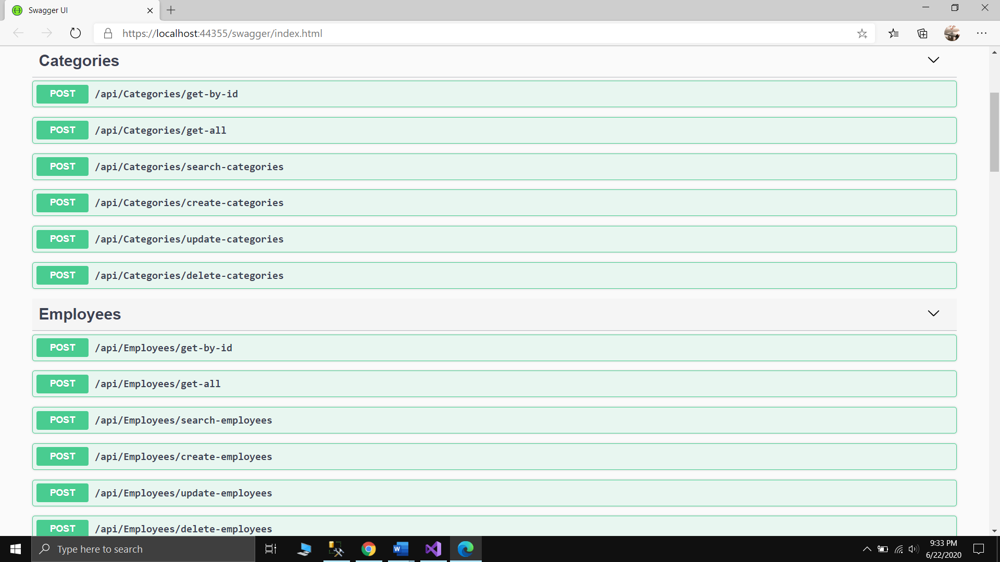 Swagger UI
https://localhost:44355/swagger/index.html
Categories
POST /api/Categories/get-by-id
POST /api/Categories/get-all
POST /api/Categories/search-categories
POST /api/Categories/create-categories
POST /api/Categories/update-categories
POST /api/Categories/delete-categories
Employees
POST /api/Employees/get-by-id
POST /api/Employees/get-all
POST /api/Employees/search-employees
POST /api/Employees/create-employees
POST /api/Employees/update-employees
POST /api/Employees/delete-employees
Type here to search
9:33 PM
6/22/2020